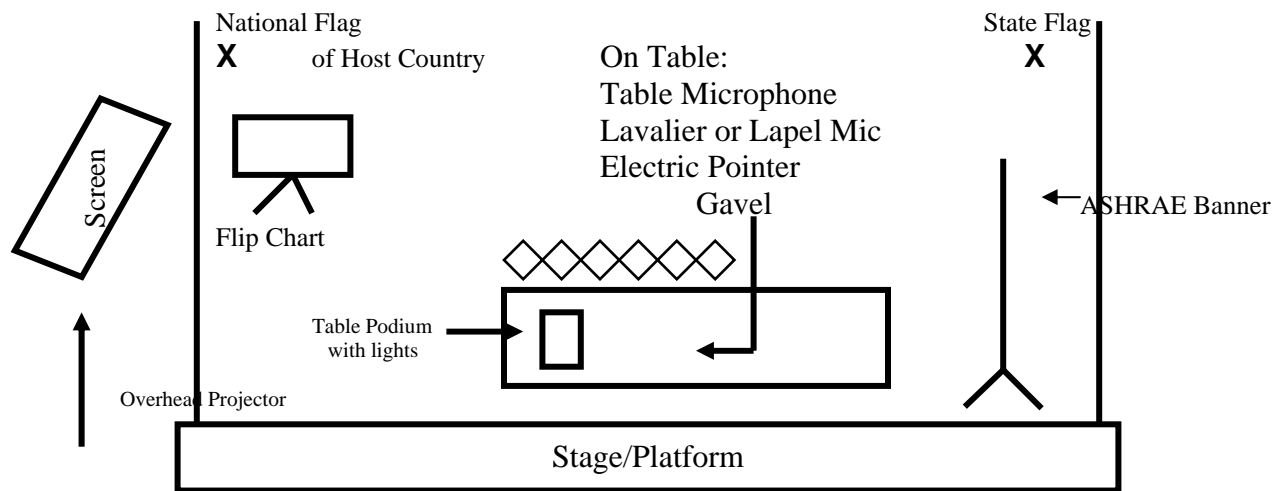 National Flag
X of Host Country
State Flag
X
On Table:
Table Microphone
Lavalier or Lapel Mic
Electric Pointer
Gavel
Screen
Flip Chart
ASHRAE Banner
Table Podium
with lights
Overhead Projector
Stage/Platform